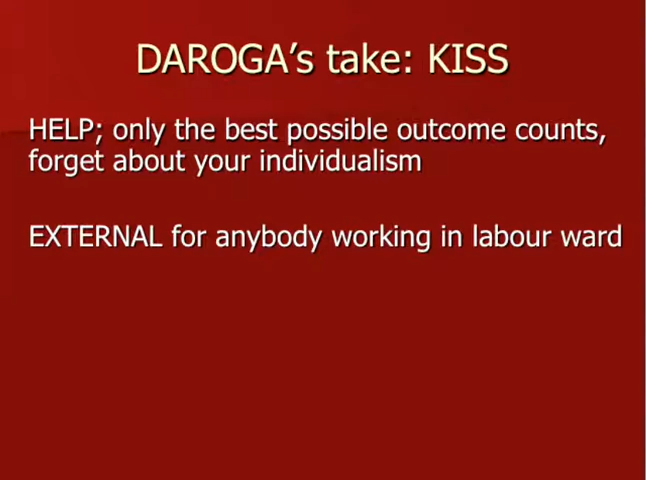 DAROGA’s take: KISS
HELP; only the best possible outcome counts,
forget about your individualism
EXTERNAL for anybody working in labour ward